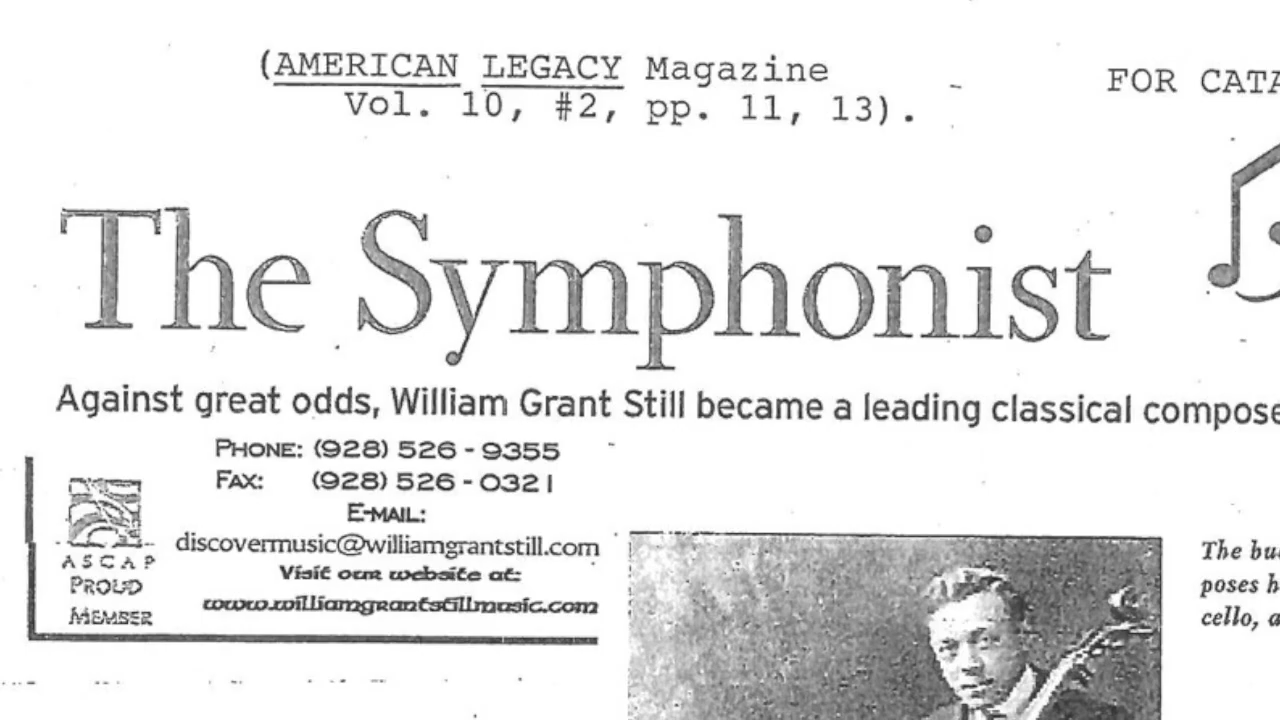 (AMERICAN LEGACY Magazine
Vol. 10, #2, pp. 11, 13).
FOR CATA
The Symphonist
Against great odds, William Grant Still became a leading classical compose
PHONE: (928) 526 - 9355
FAX: (928) 526 - 0321
E-MAIL:
discovermusic@williamgrantstill.com
Visit our website at:
www.williamgrantstillmusic.com
ASCAP
PROUD
MEMBER
The bu
poses h
cello, a